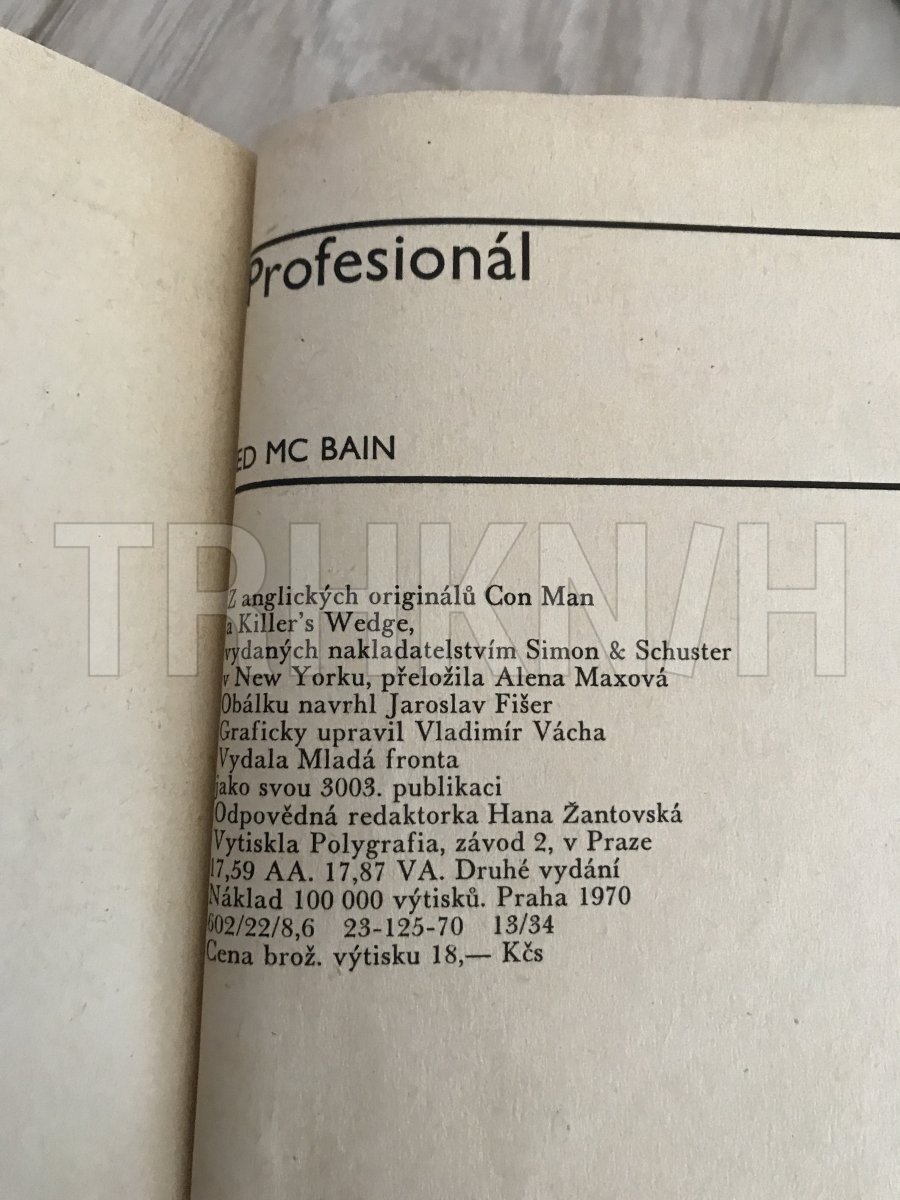 Profesionál
ED MC BAIN
TRHKNIH
Z anglických originálů Con Man
a Killer's Wedge,
vydaných nakladatelstvím Simon & Schuster
v New Yorku, přeložila Alena Maxová
Obálku navrhl Jaroslav Fišer
Graficky upravil Vladimír Vácha
Vydala Mladá fronta
jako svou 3003. publikaci
Odpovědná redaktorka Hana Žantovská
Vytiskla Polygrafia, závod 2, v Praze
17,59 AA. 17,87 VA. Druhé vydání
Náklad 100 000 výtisků. Praha 1970
602/22/8,6 23-125-70 13/34
Cena brož. výtisku 18,— Kčs